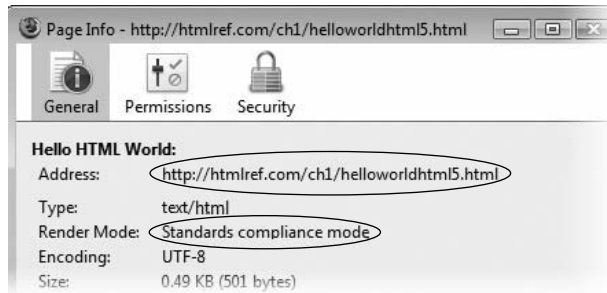 Page Info - http://htmlref.com/ch1/helloworldhtml5.html
General Permissions Security
Hello HTML World:
Address: http://htmlref.com/ch1/helloworldhtml5.html
Type: text/html
Render Mode: Standards compliance mode
Encoding: UTF-8
Size: 0.49 KB (501 bytes)